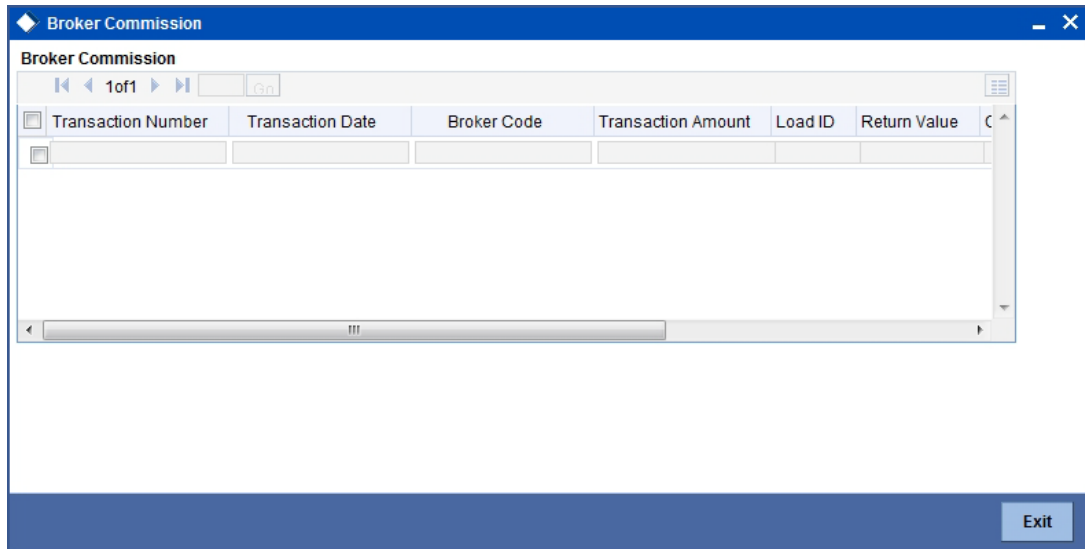 Broker Commission
Broker Commission
1of1 Go
Transaction Number Transaction Date Broker Code Transaction Amount Load ID Return Value
Exit